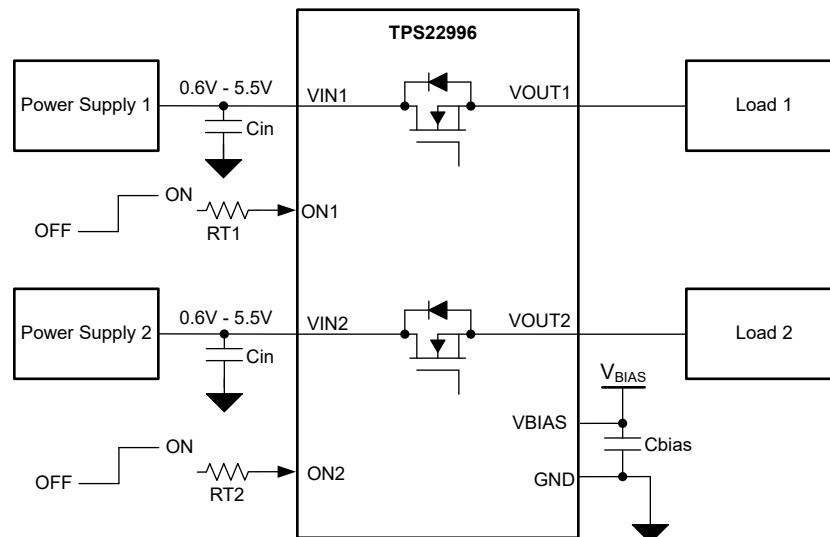 TPS22996
Power Supply 1
0.6V - 5.5V
VIN1
VOUT1
Load 1
Cin
ON
OFF
RT1
ON1
Power Supply 2
0.6V - 5.5V
VIN2
VOUT2
Load 2
Cin
VBIAS
VBIAS
Cbias
ON
OFF
RT2
ON2
GND